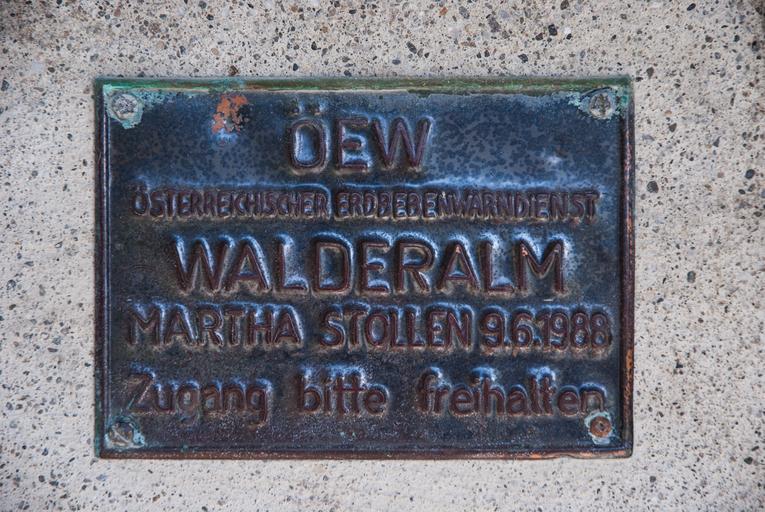 ÖEW
ÖSTERREICHISCHER ERDBEBENWARNDIENST
WALDERALM
MARTHA STOLLEN 9.6.1988
Zugang bitte freihalten